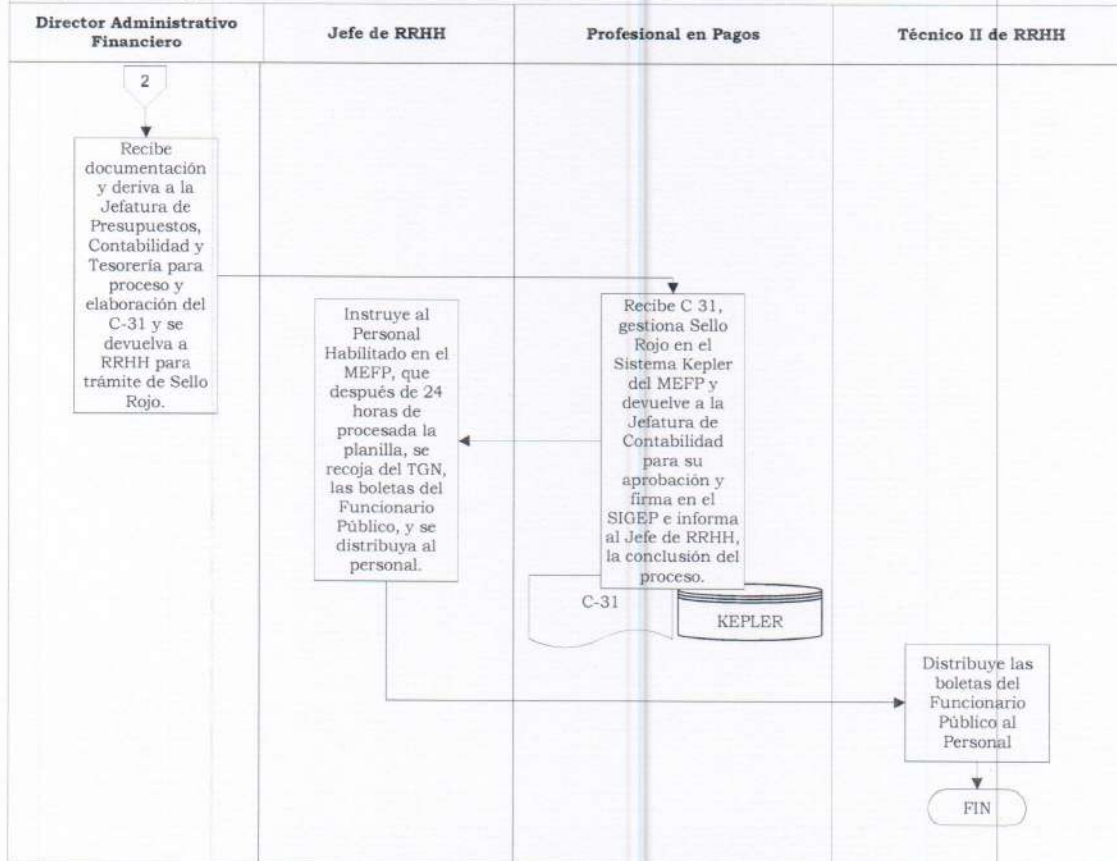 Director Administrativo
Financiero
Jefe de RRHH
Profesional en Pagos
Técnico II de RRHH
2
Recibe
documentación
y deriva a la
Jefatura de
Presupuestos,
Contabilidad y
Tesorería para
proceso y
elaboración del
C-31 y se
devuelva a
RRHH para
trámite de Sello
Rojo.
Recibe C 31,
gestiona Sello
Rojo en el
Sistema Kepler
del MEFP y
devuelve a la
Jefatura de
Contabilidad
para su
aprobación y
firma en el
SIGEP e informa
al Jefe de RRHH,
la conclusión del
proceso.
C-31
KEPLER
Instruye al
Personal
Habilitado en el
MEFP, que
después de 24
horas de
procesada la
planilla, se
recoja del TGN,
las boletas del
Funcionario
Público, y se
distribuya al
personal.
Distribuye las
boletas del
Funcionario
Público al
Personal
FIN